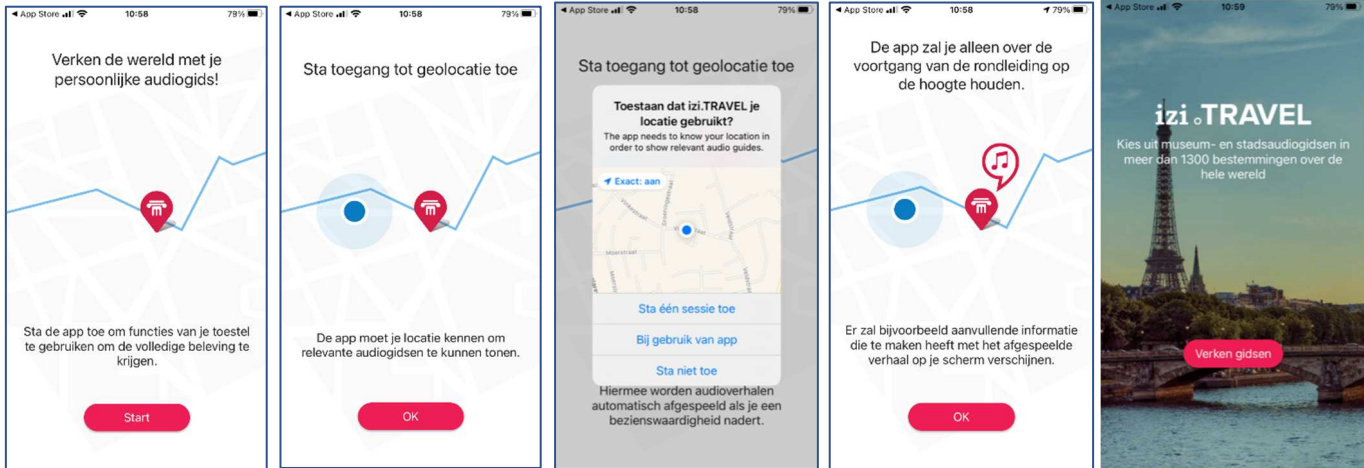 App Store 10:58 79%
Verken de wereld met je
persoonlijke audiogids!
Sta de app toe om functies van je toestel
te gebruiken om de volledige beleving te
krijgen.
Start
App Store 10:58 79%
Sta toegang tot geolocatie toe
De app moet je locatie kennen om
relevante audiogidsen te kunnen tonen.
OK
App Store 10:58 79%
Sta toegang tot geolocatie toe
Toestaan dat izi.TRAVEL je
locatie gebruikt?
The app needs to know your location in
order to show relevant audio guides.
Exact: aan
Sta één sessie toe
Bij gebruik van app
Sta niet toe
Hiermee worden audioverhalen
automatisch afgespeeld als je een
bezienswaardigheid nadert.
App Store 10:58 79%
De app zal je alleen over de
voortgang van de rondleiding op
de hoogte houden.
Er zal bijvoorbeeld aanvullende informatie
die te maken heeft met het afgespeelde
verhaal op je scherm verschijnen.
OK
App Store 10:59 79%
izi.TRAVEL
Kies uit museum- en stadsaudiogidsen in
meer dan 1300 bestemmingen over de
hele wereld
Verken gidsen